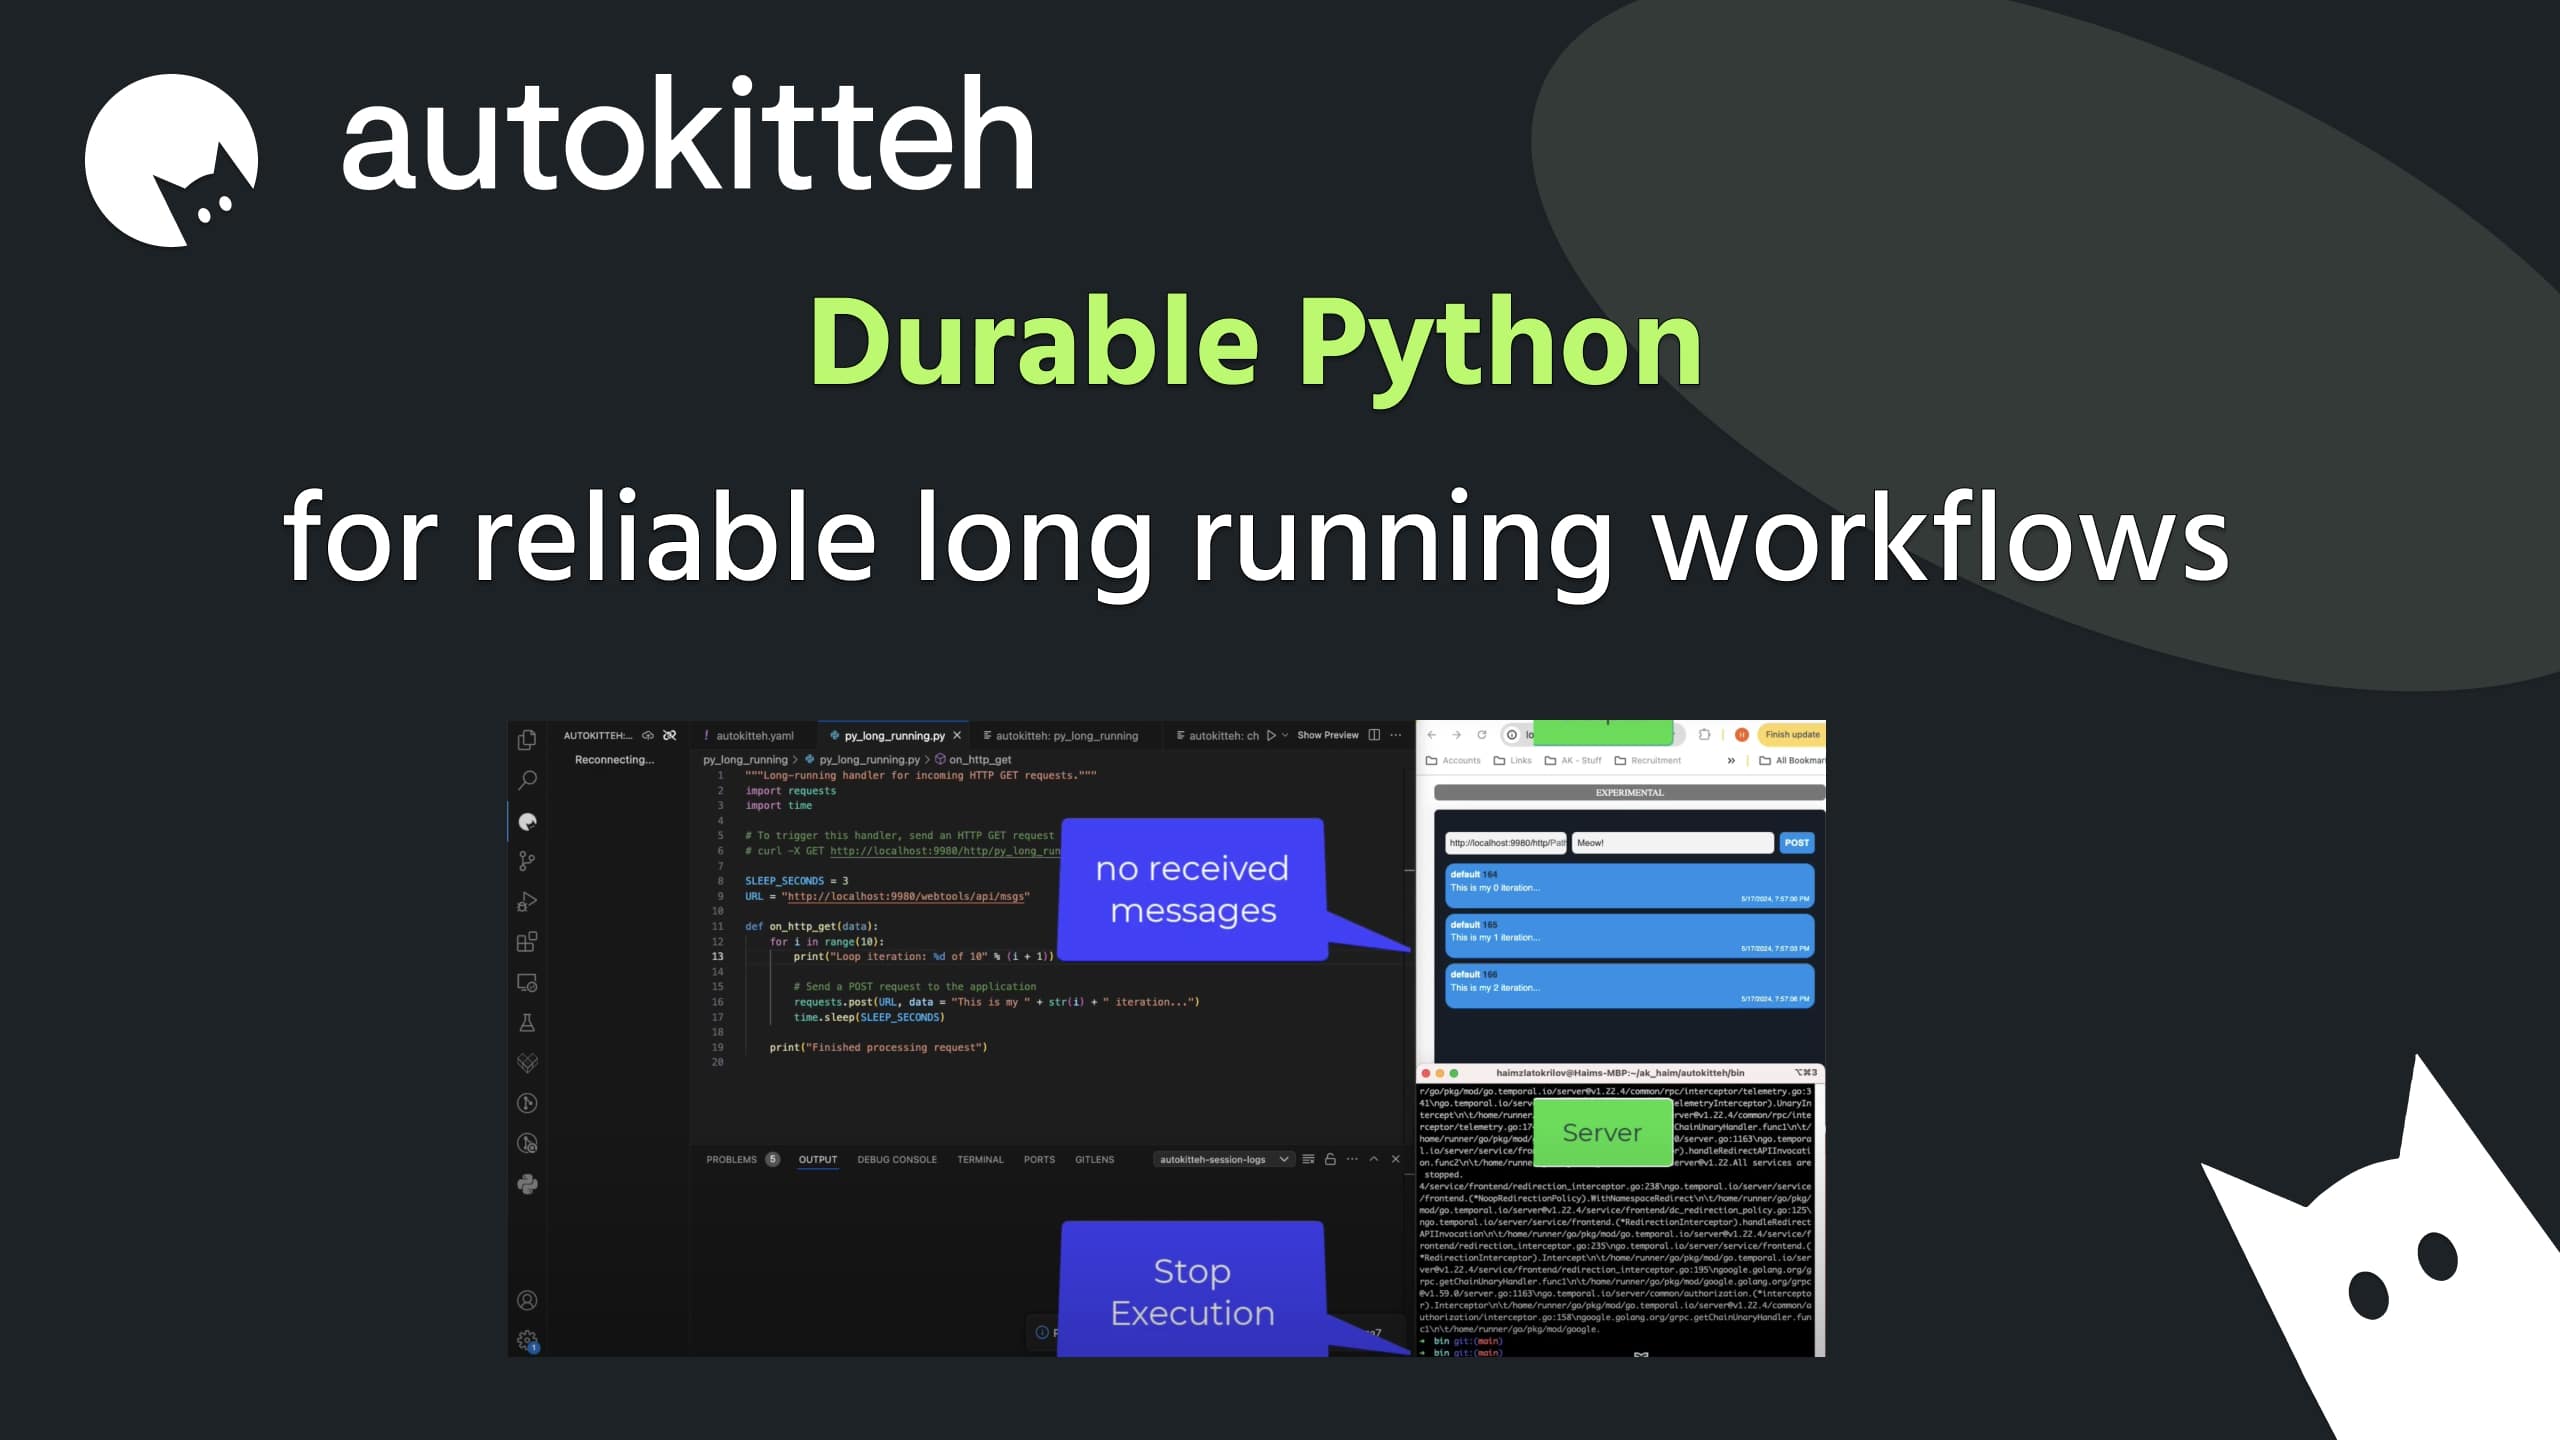 autokitteh
Durable Python
for reliable long running workflows
AUTOKITTEH:...
Reconnecting...
autokitteh.yaml
py_long_running.py
autokitteh: py_long_running
autokitteh: ch
Show Preview
py_long_running > py_long_running.py > on_http_get
1 """Long-running handler for incoming HTTP GET requests."""
2 import requests
3 import time
4
5 # To trigger this handler, send an HTTP GET request
6 # curl -X GET http://localhost:9980/http/py_long_run
7
8 SLEEP_SECONDS = 3
9 URL = "http://localhost:9980/webtools/api/msgs"
10
11 def on_http_get(data):
12 for i in range(10):
13 print("Loop iteration: %d of 10" % (i + 1))
14
15 # Send a POST request to the application
16 requests.post(URL, data = "This is my " + str(i) + " iteration...")
17 time.sleep(SLEEP_SECONDS)
18
19 print("Finished processing request")
20
no received
messages
PROBLEMS 5 OUTPUT DEBUG CONSOLE TERMINAL PORTS GITLENS
autokitteh-session-logs
Stop
Execution
1
lo
H
Finish update
Accounts Links AK - Stuff Recruitment » All Bookmar
EXPERIMENTAL
http://localhost:9980/http/Path
Meow!
POST
default 164
This is my 0 iteration...
5/17/2024, 7:57:00 PM
default 165
This is my 1 iteration...
5/17/2024, 7:57:03 PM
default 166
This is my 2 iteration...
5/17/2024, 7:57:06 PM
haimzlatokrilov@Haims-MBP:~/ak_haim/autokitteh/bin
⌥⌘3
r/go/pkg/mod/go.temporal.io/server@v1.22.4/common/rpc/interceptor/telemetry.go:3
41\ngo.temporal.io/serv elemetryInterceptor).UnaryIn
tercept\n\t/home/runner rver@v1.22.4/common/rpc/inte
rceptor/telemetry.go:17 ChainUnaryHandler.func1\n\t/
home/runner/go/pkg/mod/ 0/server.go:1163\ngo.tempora
l.io/server/service/fro r).handleRedirectAPIInvocati
on.func2\n\t/home/runne erver@v1.22.All services are
stopped.
Server
4/service/frontend/redirection_interceptor.go:238\ngo.temporal.io/server/service
/frontend.(*NoopRedirectionPolicy).WithNamespaceRedirect\n\t/home/runner/go/pkg/
mod/go.temporal.io/server@v1.22.4/service/frontend/dc_redirection_policy.go:125\
ngo.temporal.io/server/service/frontend.(*RedirectionInterceptor).handleRedirect
APIInvocation\n\t/home/runner/go/pkg/mod/go.temporal.io/server@v1.22.4/service/f
rontend/redirection_interceptor.go:235\ngo.temporal.io/server/service/frontend.(
*RedirectionInterceptor).Intercept\n\t/home/runner/go/pkg/mod/go.temporal.io/ser
ver@v1.22.4/service/frontend/redirection_interceptor.go:195\ngoogle.golang.org/g
rpc.getChainUnaryHandler.func1\n\t/home/runner/go/pkg/mod/google.golang.org/grpc
@v1.59.0/server.go:1163\ngo.temporal.io/server/common/authorization.(*intercepto
r).Interceptor\n\t/home/runner/go/pkg/mod/go.temporal.io/server@v1.22.4/common/a
uthorization/interceptor.go:158\ngoogle.golang.org/grpc.getChainUnaryHandler.fun
c1\n\t/home/runner/go/pkg/mod/google.
bin git:(main)
bin git:(main)